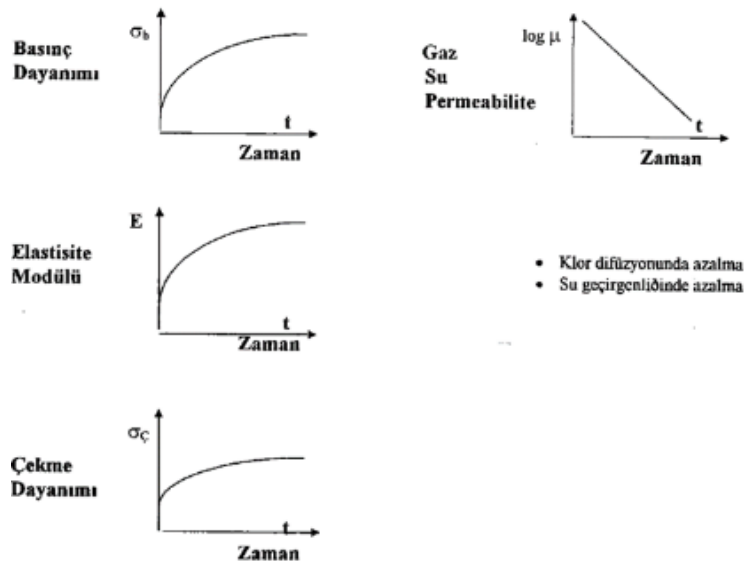 Basınç
Dayanımı
σb
t
Zaman
Gaz
Su
Permeabilite
log μ
t
Zaman
Elastisite
Modülü
E
t
Zaman
• Klor difüzyonunda azalma
• Su geçirgenliðinde azalma
Çekme
Dayanımı
σÇ
t
Zaman